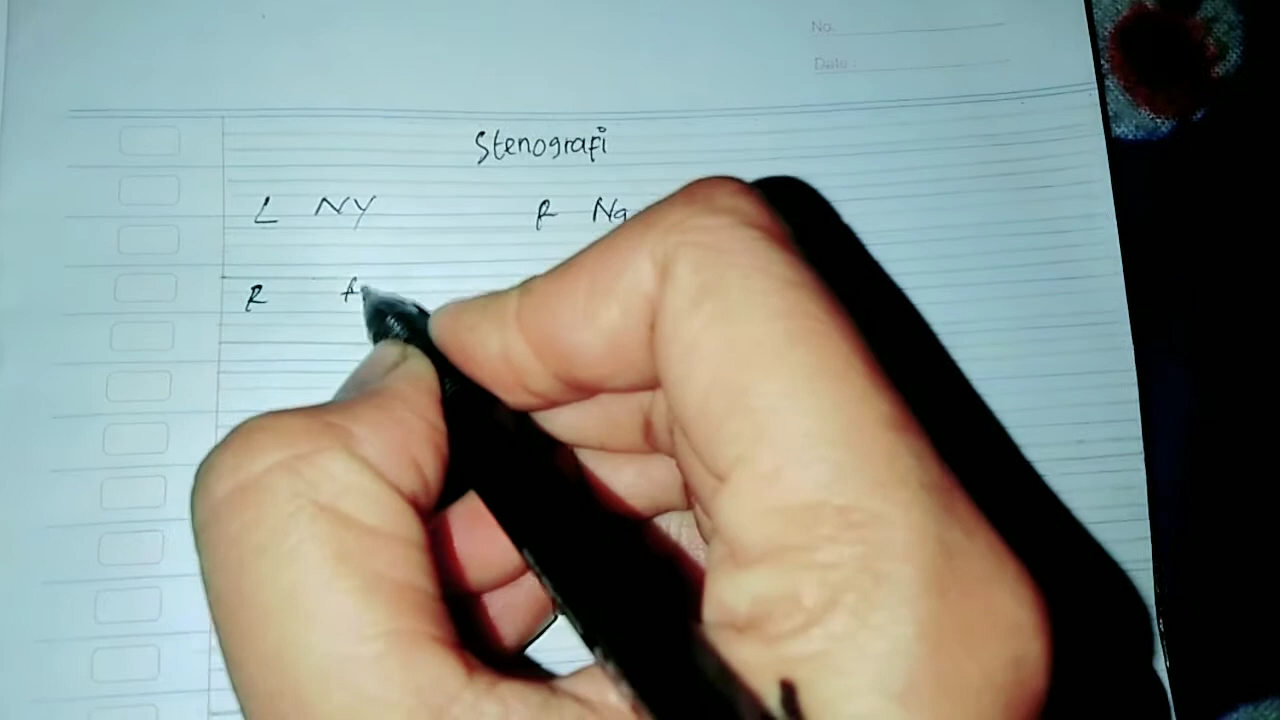 No.
Date :
Stenografi
L NY R Ng
R